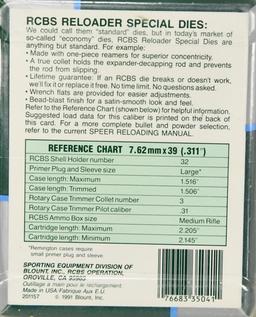 RCBS RELOADER SPECIAL DIES:
We could call them "standard" dies, but in today's market of
so-called "economy" dies, RCBS Reloader Special Dies are
anything but standard. For example:
• Made with one-piece reamers for superior concentricity.
• A true collet holds the expander-decapping rod and prevents
the rod from slipping.
• Lifetime guarantee: If an RCBS die breaks or doesn't work,
we'll fix it or replace it free. No time limit. No questions asked.
• Wrench flats are provided for easier adjustments.
• Bead-blast finish for a satin-smooth look and feel.
Refer to the Reference Chart (shown below) for helpful information.
Suggested load data for this caliber is printed on the back of
this card. For a more complete bullet and powder selection,
refer to the current SPEER RELOADING MANUAL.
REFERENCE CHART 7.62mm x 39 (.311")
RCBS Shell Holder number 32
Primer Plug and Sleeve size Large*
Case length: Maximum 1.516"
Case length: Trimmed 1.506"
Rotary Case Trimmer Collet number 3
Rotary Case Trimmer Pilot caliber 31
RCBS Ammo Box size Medium Rifle
Cartridge length: Maximum 2.205"
Cartridge length: Minimum 2.145"
*Remington cases require
small primer plug and sleeve
SPORTING EQUIPMENT DIVISION OF
BLOUNT, INC., RCBS OPERATION,
OROVILLE, CA 95965
Outillage a main pour le rechargement
Made in USA Fabrique Aux E.U.
201157 © 1991 Blount, Inc.
76683 35041